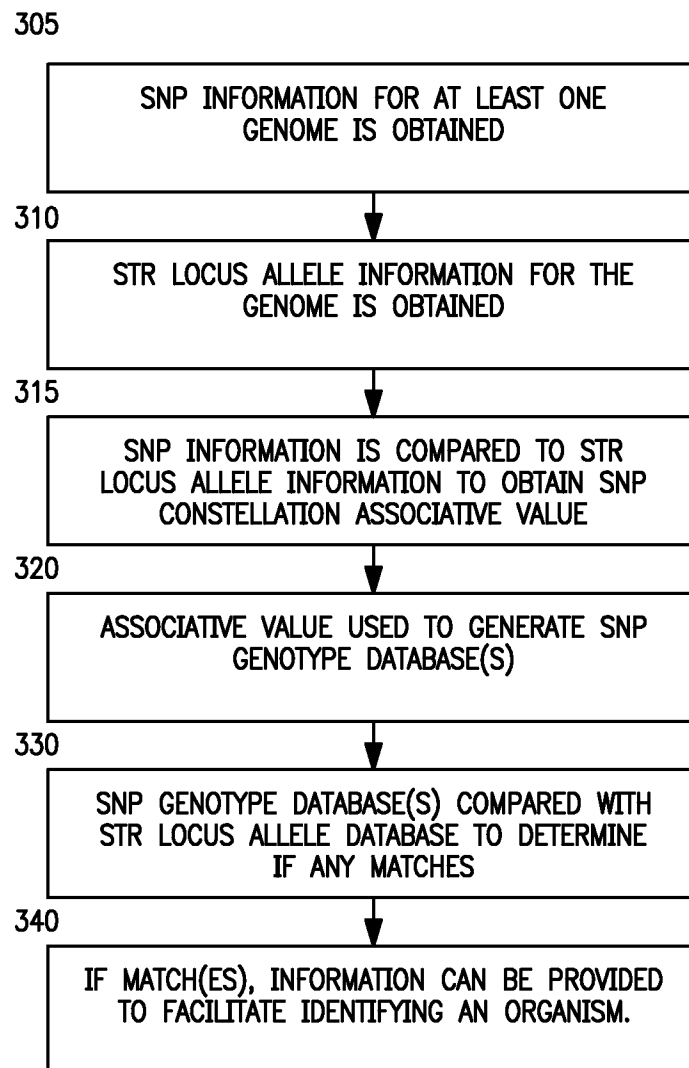 305
SNP INFORMATION FOR AT LEAST ONE
GENOME IS OBTAINED
310
STR LOCUS ALLELE INFORMATION FOR THE
GENOME IS OBTAINED
315
SNP INFORMATION IS COMPARED TO STR
LOCUS ALLELE INFORMATION TO OBTAIN SNP
CONSTELLATION ASSOCIATIVE VALUE
320
ASSOCIATIVE VALUE USED TO GENERATE SNP
GENOTYPE DATABASE(S)
330
SNP GENOTYPE DATABASE(S) COMPARED WITH
STR LOCUS ALLELE DATABASE TO DETERMINE
IF ANY MATCHES
340
IF MATCH(ES), INFORMATION CAN BE PROVIDED
TO FACILITATE IDENTIFYING AN ORGANISM.